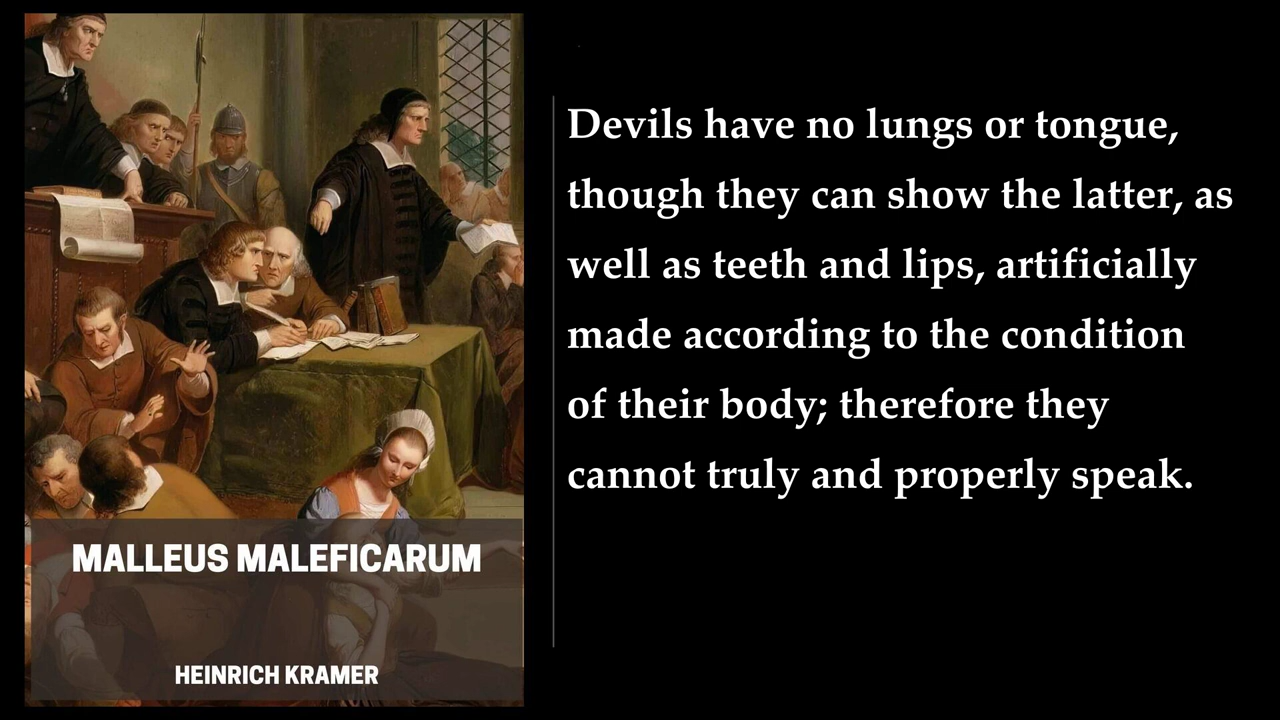 MALLEUS MALEFICARUM
HEINRICH KRAMER
Devils have no lungs or tongue,
though they can show the latter, as
well as teeth and lips, artificially
made according to the condition
of their body; therefore they
cannot truly and properly speak.